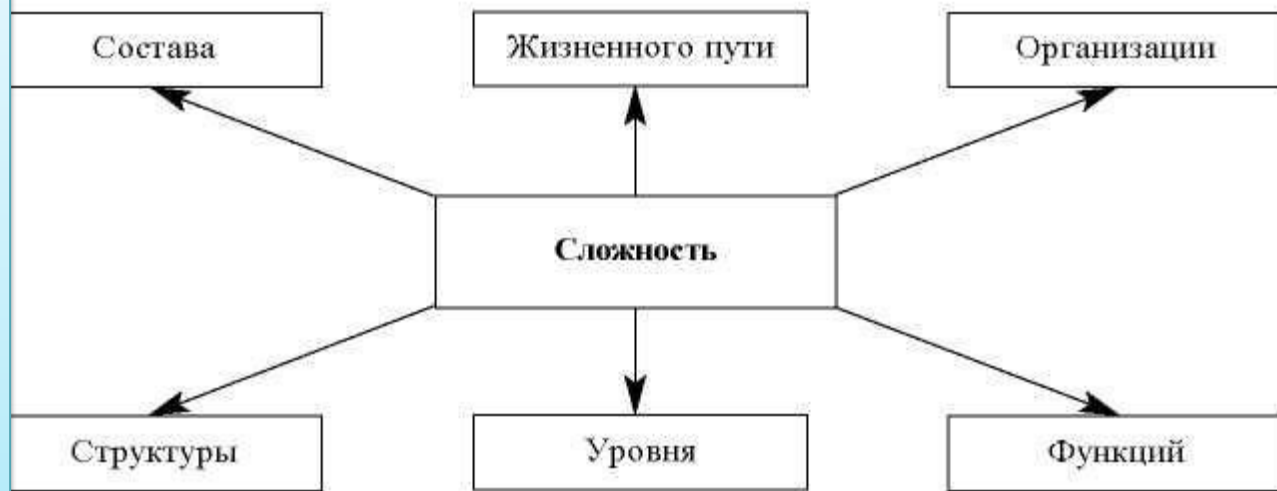 Состава
Жизненного пути
Организации
Сложность
Структуры
Уровня
Функций